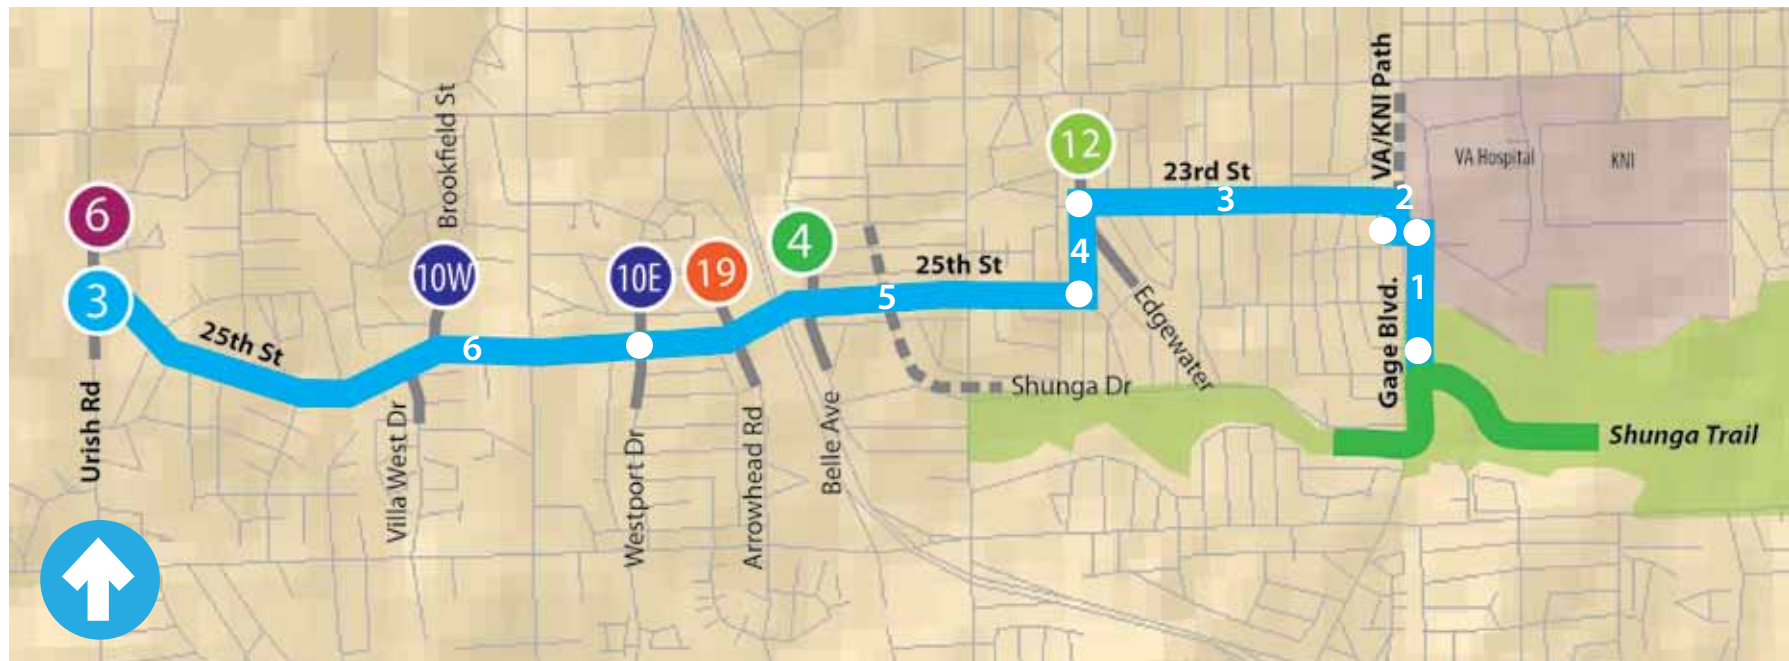 VA/KNI Path
Brookfield St
12
VA Hospital
KNI
23rd St
3
2
6
10W
10E
19
4
25th St
4
1
3
5
Edgewater
25th St
6
Gage Blvd.
Shunga Dr
Urish Rd
Villa West Dr
Westport Dr
Arrowhead Rd
Belle Ave
Shunga Trail